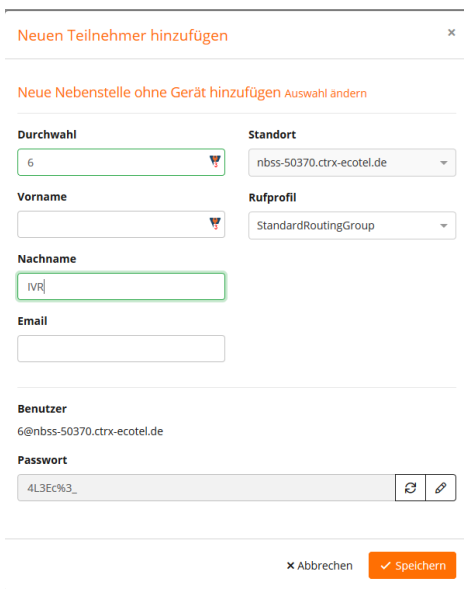 Neuen Teilnehmer hinzufügen ×
Neue Nebenstelle ohne Gerät hinzufügen Auswahl ändern
Durchwahl Standort
6 nbss-50370.ctrx-ecotel.de
Vorname Rufprofil
StandardRoutingGroup
Nachname
IVR
Email
Benutzer
6@nbss-50370.ctrx-ecotel.de
Passwort
4L3Ec%3_
× Abbrechen ✓ Speichern